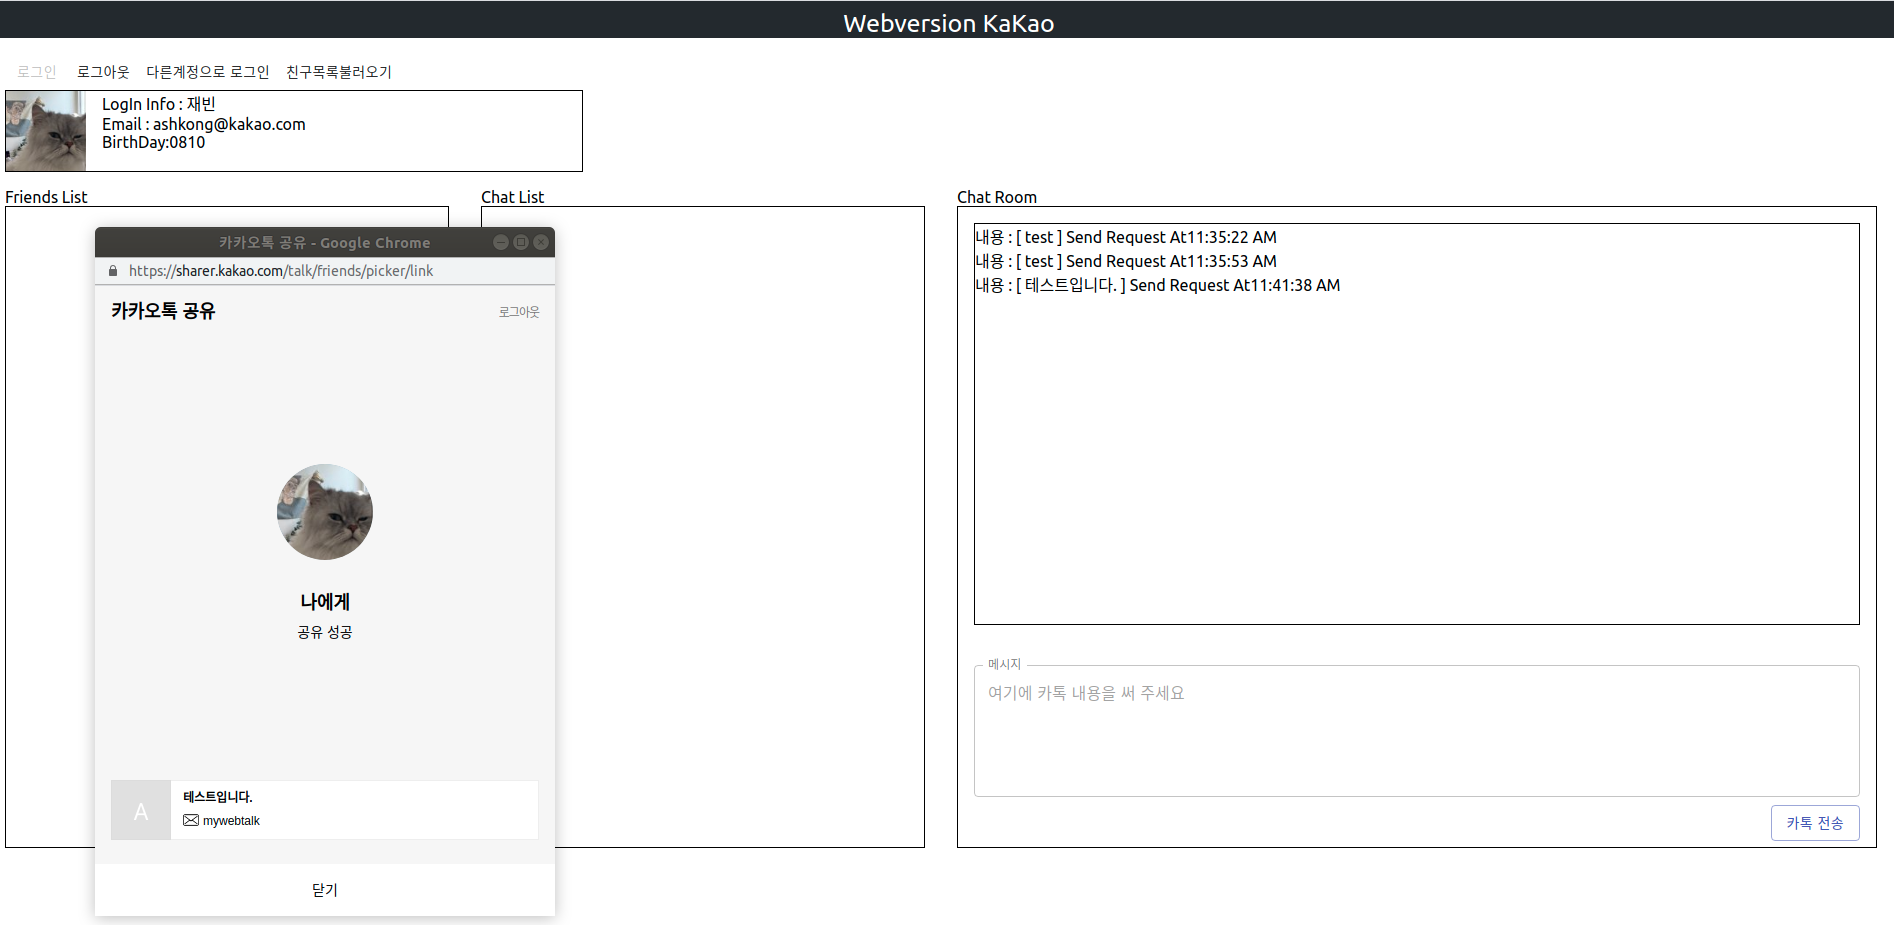 Webversion KaKao
로그인 로그아웃 다른계정으로 로그인 친구목록불러오기
LogIn Info : 재빈
Email : ashkong@kakao.com
BirthDay:0810
Friends List
Chat List
Chat Room
카카오톡 공유 - Google Chrome
https://sharer.kakao.com/talk/friends/picker/link
카카오톡 공유
로그아웃
나에게
공유 성공
A
테스트입니다.
mywebtalk
닫기
내용 : [ test ] Send Request At11:35:22 AM
내용 : [ test ] Send Request At11:35:53 AM
내용 : [ 테스트입니다. ] Send Request At11:41:38 AM
메시지
여기에 카톡 내용을 써 주세요
카톡 전송